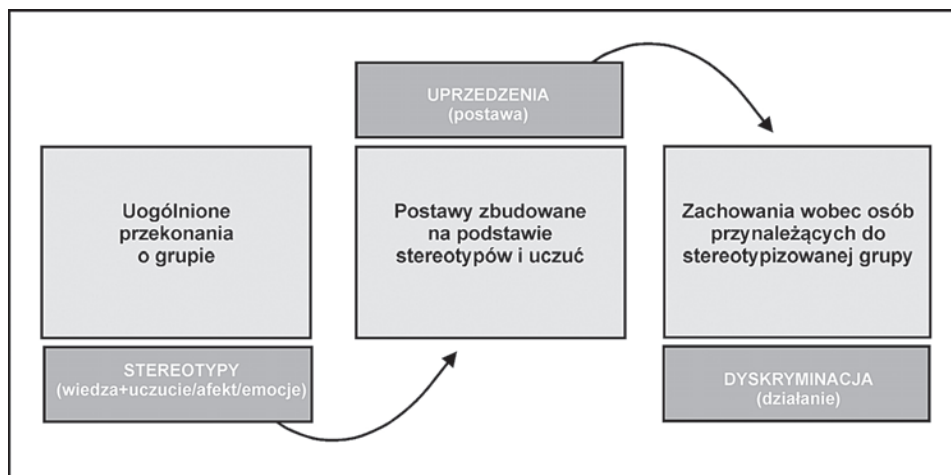 Uogólnione
przekonania
o grupie
STEREOTYPY
(wiedza+uczucie/afekt/emocje)
UPRZEDZENIA
(postawa)
Postawy zbudowane
na podstawie
stereotypów i uczuć
Zachowania wobec osób
przynależących do
stereotypizowanej grupy
DYSKRYMINACJA
(działanie)